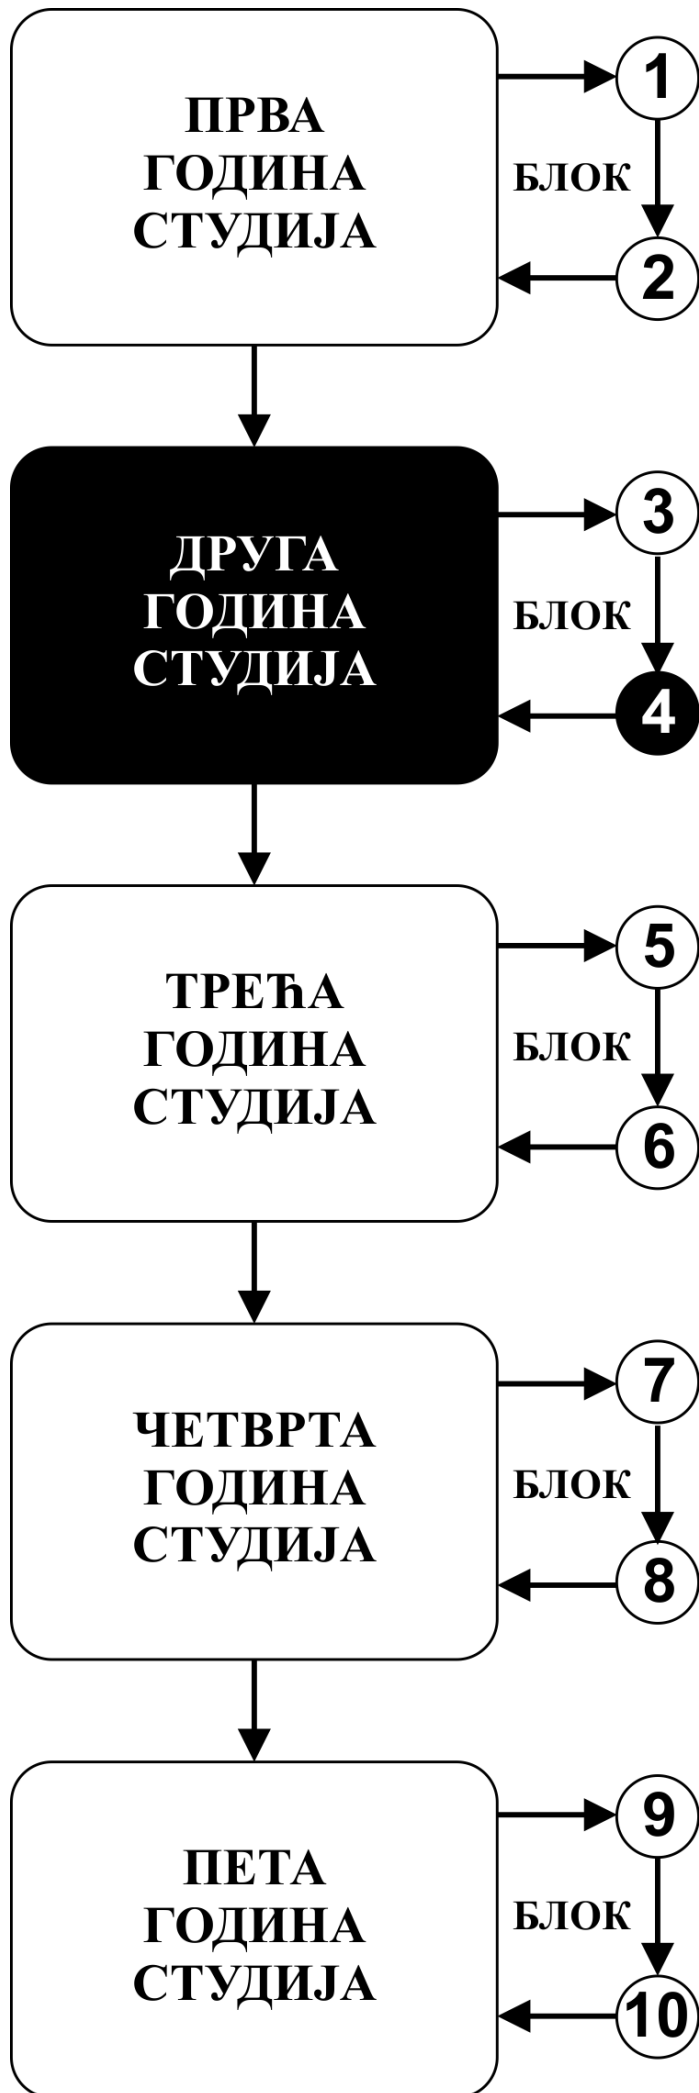 ПРВА
ГОДИНА
СТУДИЈА
1
БЛОК
2
ДРУГА
ГОДИНА
СТУДИЈА
3
БЛОК
4
ТРЕЋА
ГОДИНА
СТУДИЈА
5
БЛОК
6
ЧЕТВРТА
ГОДИНА
СТУДИЈА
7
БЛОК
8
ПЕТА
ГОДИНА
СТУДИЈА
9
БЛОК
10